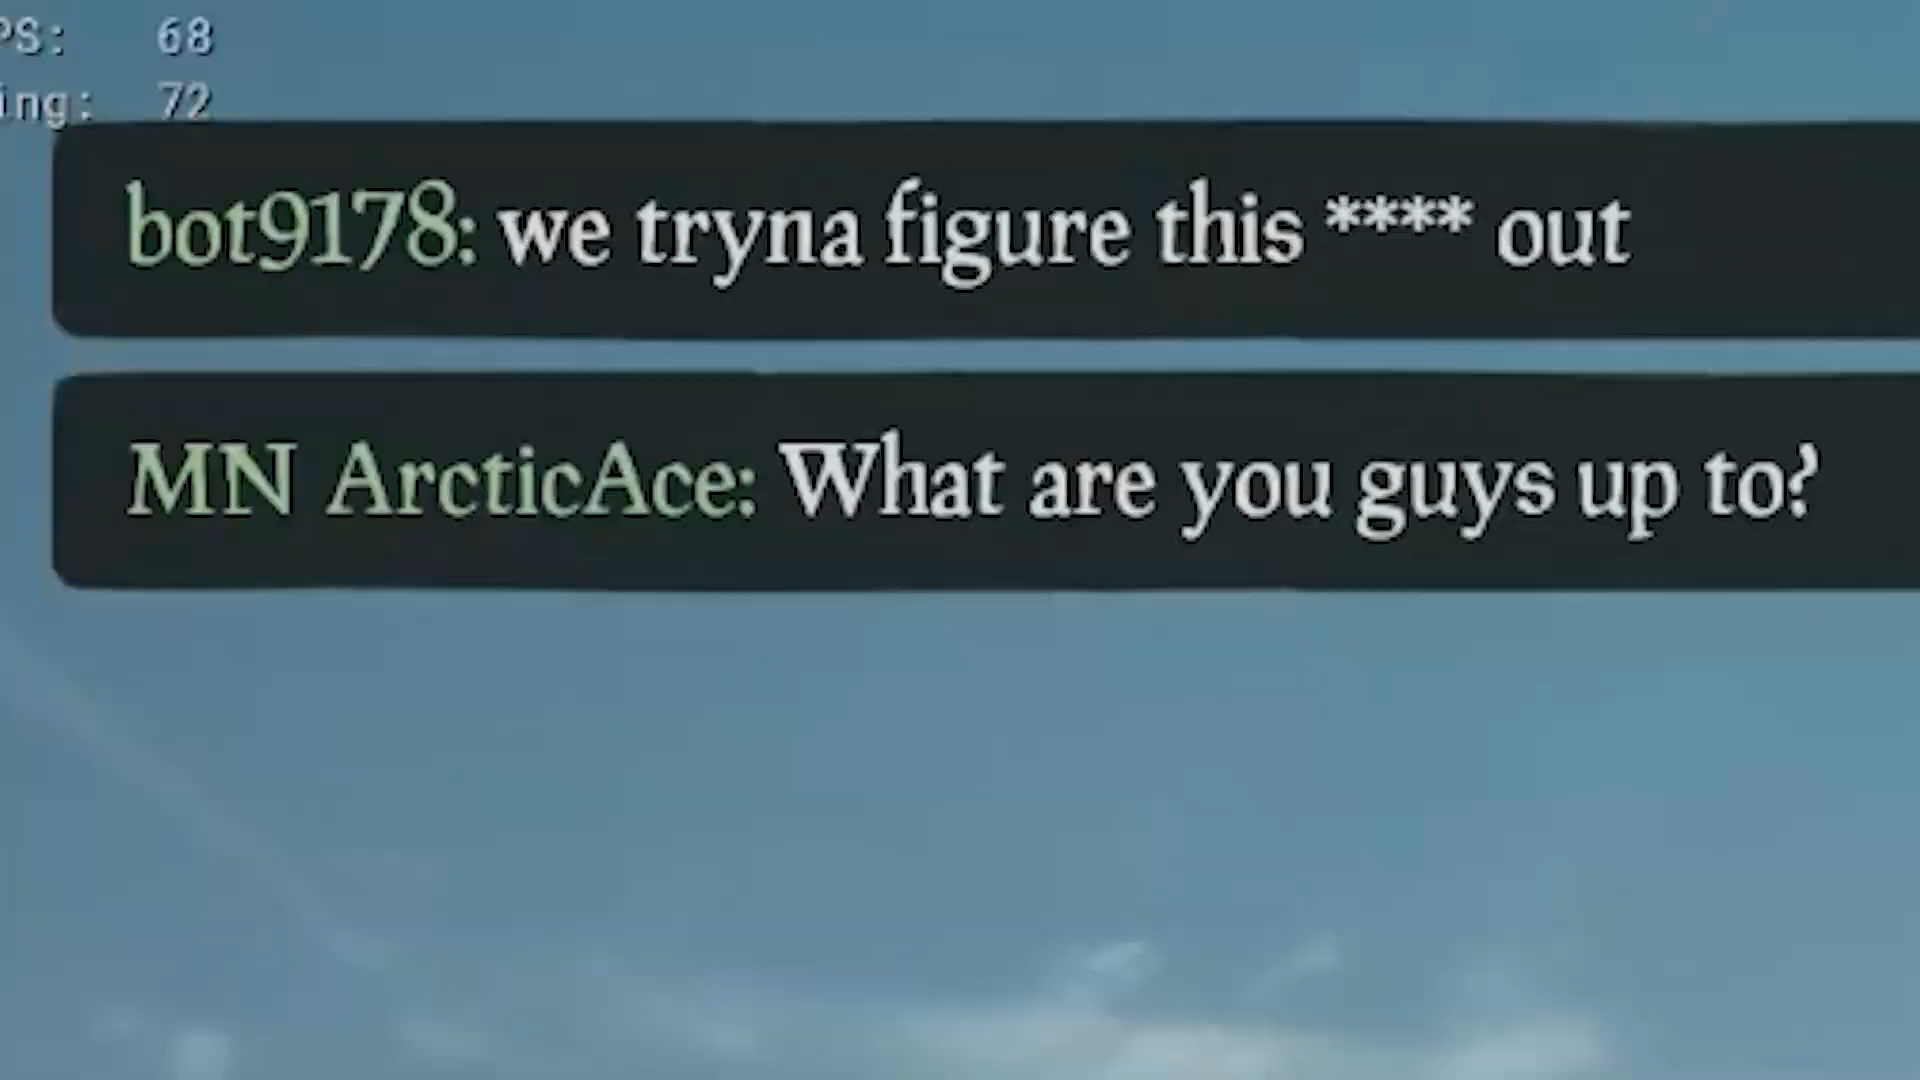 PS: 68
ing: 72
bot9178: we tryna figure this **** out
MN ArcticAce: What are you guys up to?